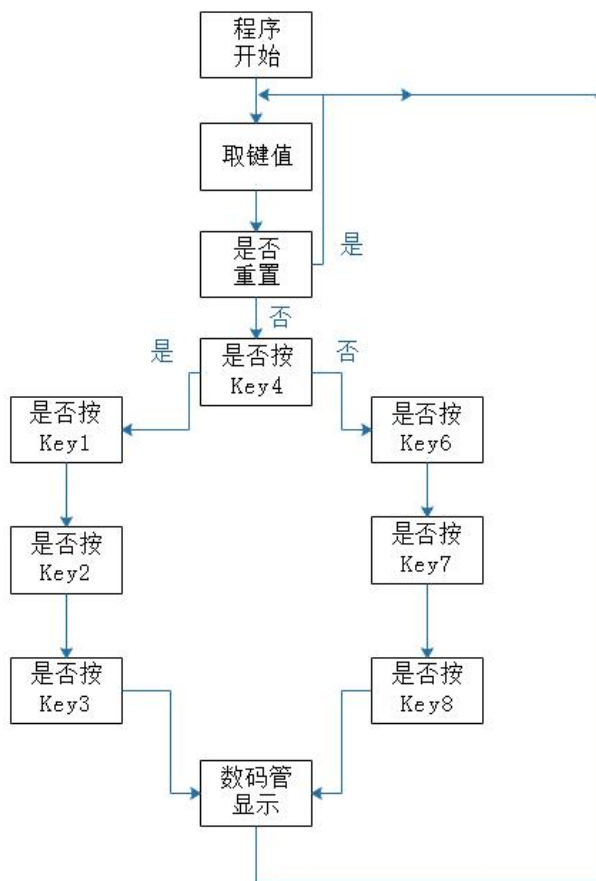 程序
开始
取键值
是否
重置
是
否
是
是否按
Key4
否
是否按
Key1
是否按
Key6
是否按
Key2
是否按
Key7
是否按
Key3
是否按
Key8
数码管
显示